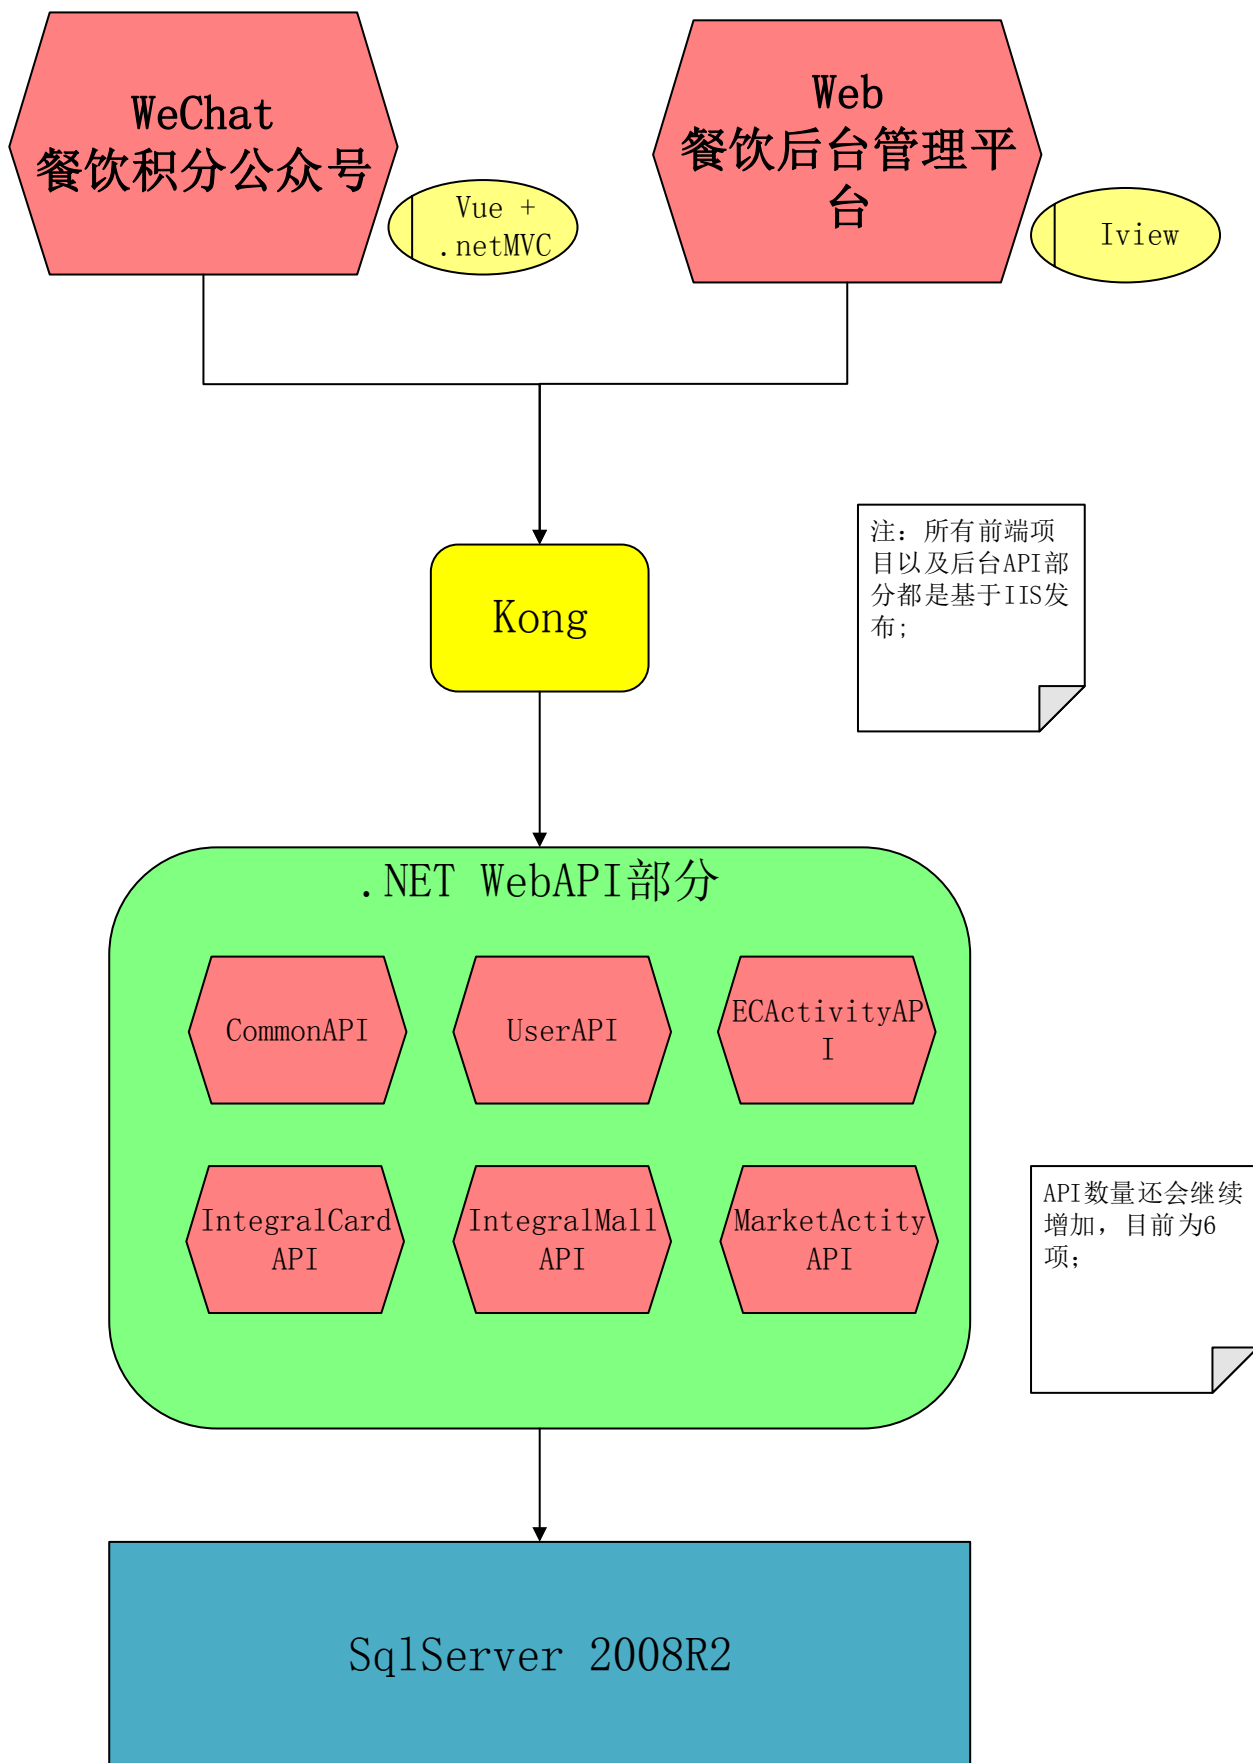 WeChat
餐饮积分公众号
Vue +
.netMVC
Web
餐饮后台管理平
台
Iview
Kong
注：所有前端项
目以及后台API部
分都是基于IIS发
布;
.NET WebAPI部分
CommonAPI
UserAPI
ECActivityAP
I
IntegralCard
API
IntegralMall
API
MarketActity
API
API数量还会继续
增加，目前为6
项；
SqlServer 2008R2